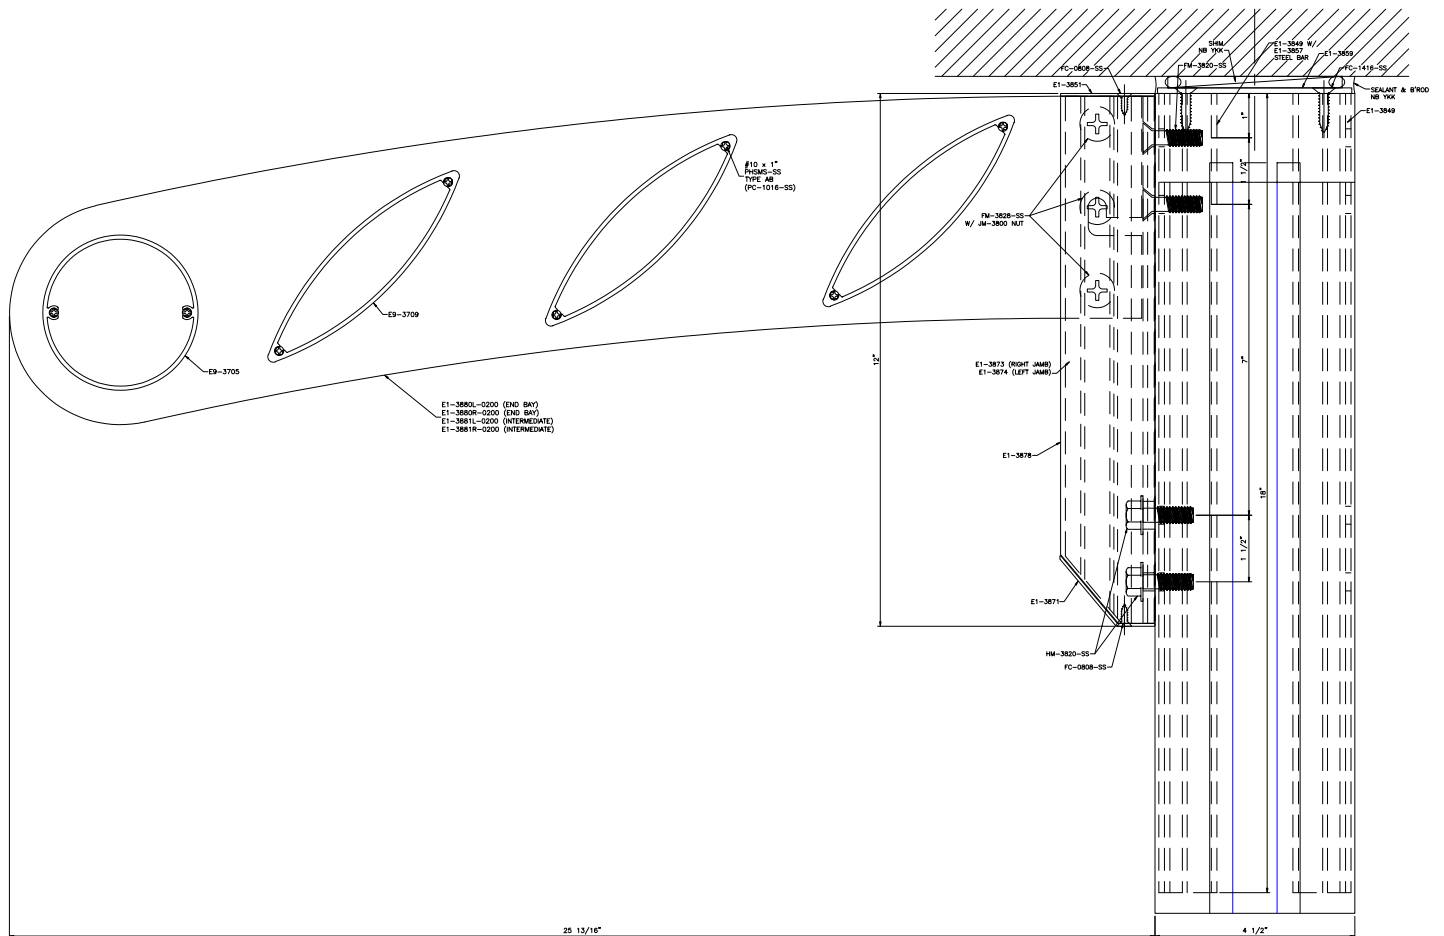 SHIM
NB YKK
E1-3849 W/
E1-3857
STEEL BAR
E1-3859
FC-0808-SS
FM-3820-SS
FC-1416-SS
E1-3851
SEALANT & B'ROD
NB YKK
E1-3849
1"
#10 x 1"
PHSMS-SS
TYPE AB
(PC-1016-SS)
1 1/2"
FM-3828-SS
W/ JM-3800 NUT
E9-3709
12"
7"
E9-3705
E1-3873 (RIGHT JAMB)
E1-3874 (LEFT JAMB)
E1-3880L-0200 (END BAY)
E1-3880R-0200 (END BAY)
E1-3881L-0200 (INTERMEDIATE)
E1-3881R-0200 (INTERMEDIATE)
E1-3878
18"
1 1/2"
E1-3871
HM-3820-SS
FC-0808-SS
25 13/16"
4 1/2"